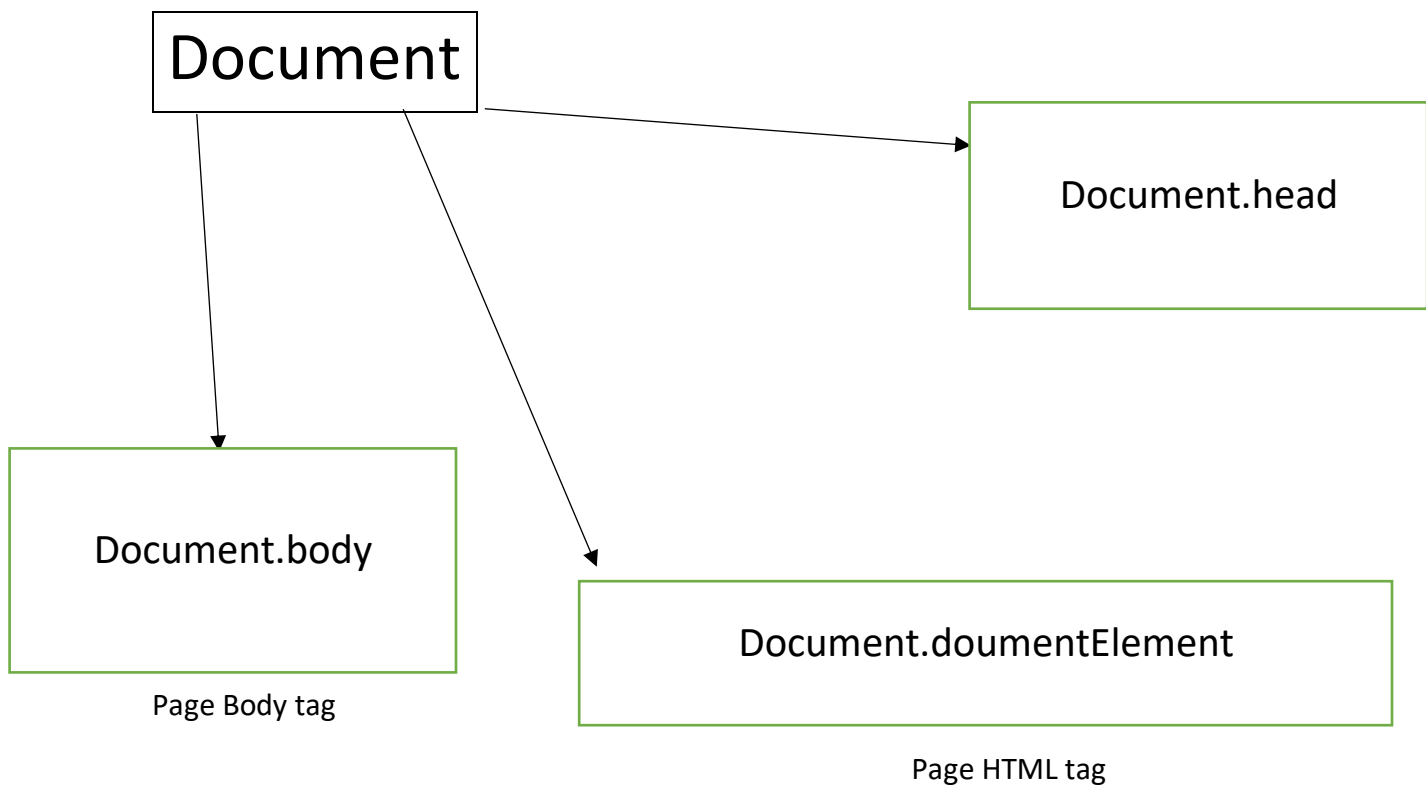 Document
Document.head
Document.body
Document.doumentElement
Page Body tag
Page HTML tag